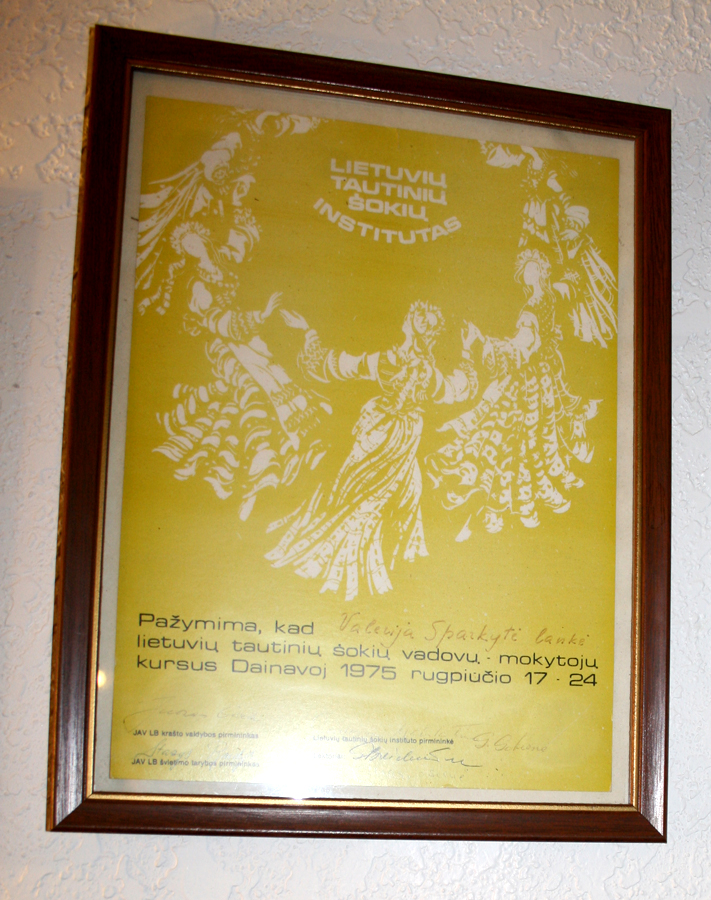 LIETUVIŲ
TAUTINIŲ
ŠOKIŲ
INSTITUTAS
Pažymima, kad Valerija Sparkytė lankė
lietuvių tautinių šokių vadovų - mokytojų
kursus Dainavoj 1975 rugpiūčio 17 - 24
JAV LB krašto valdybos pirmininkas
Lietuvių tautinių šokių instituto pirmininkė
JAV LB švietimo tarybos pirmininkas